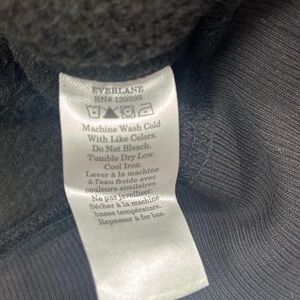 EVERLANE
RN# 139393
Machine Wash Cold
With Like Colors.
Do Not Bleach.
Tumble Dry Low.
Cool Iron.
Laver à la machine
à l'eau froide avec
couleurs similaires.
Ne pas javelliser.
Sécher à la machine
basse température.
Repasser à fer bas.